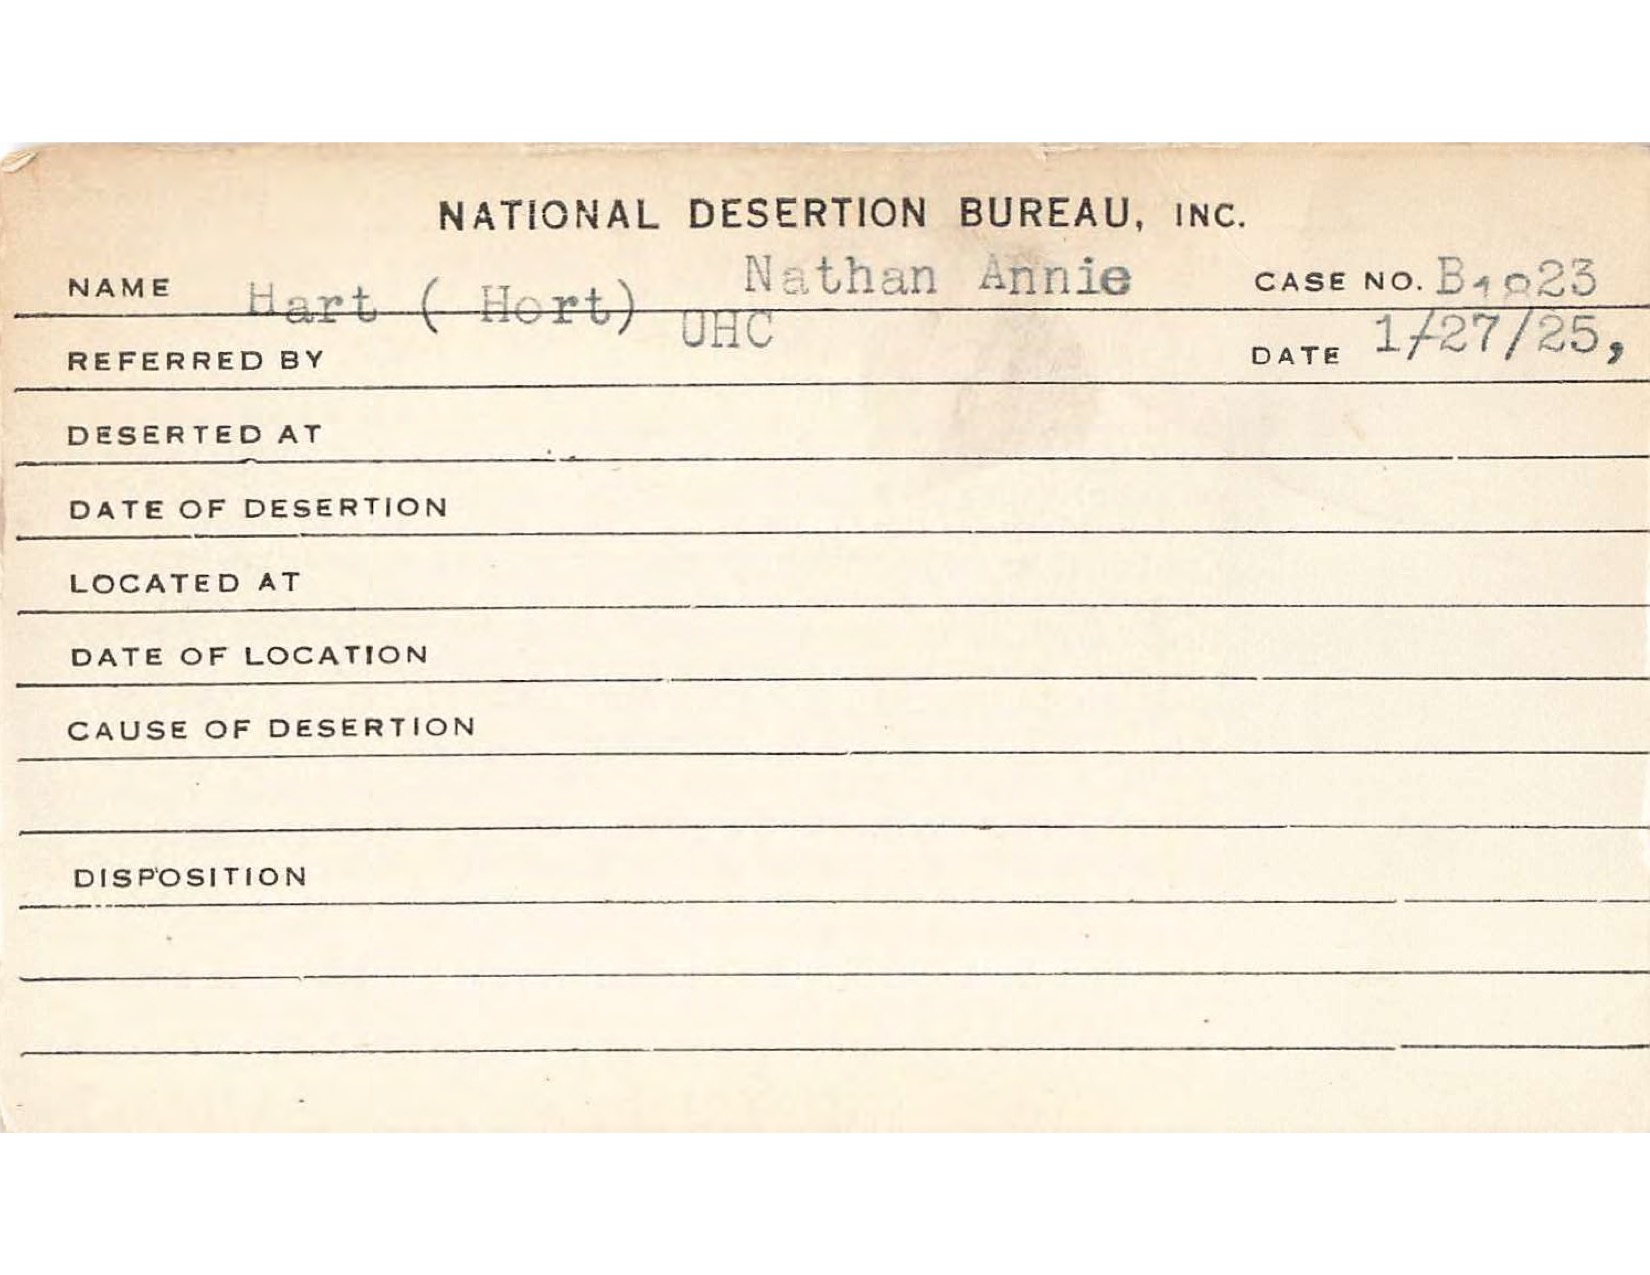 NATIONAL DESERTION BUREAU, INC.
NAME Hart ( Hort) Nathan Annie CASE NO. B1823
REFERRED BY UHC DATE 1/27/25,
DESERTED AT
DATE OF DESERTION
LOCATED AT
DATE OF LOCATION
CAUSE OF DESERTION
DISPOSITION